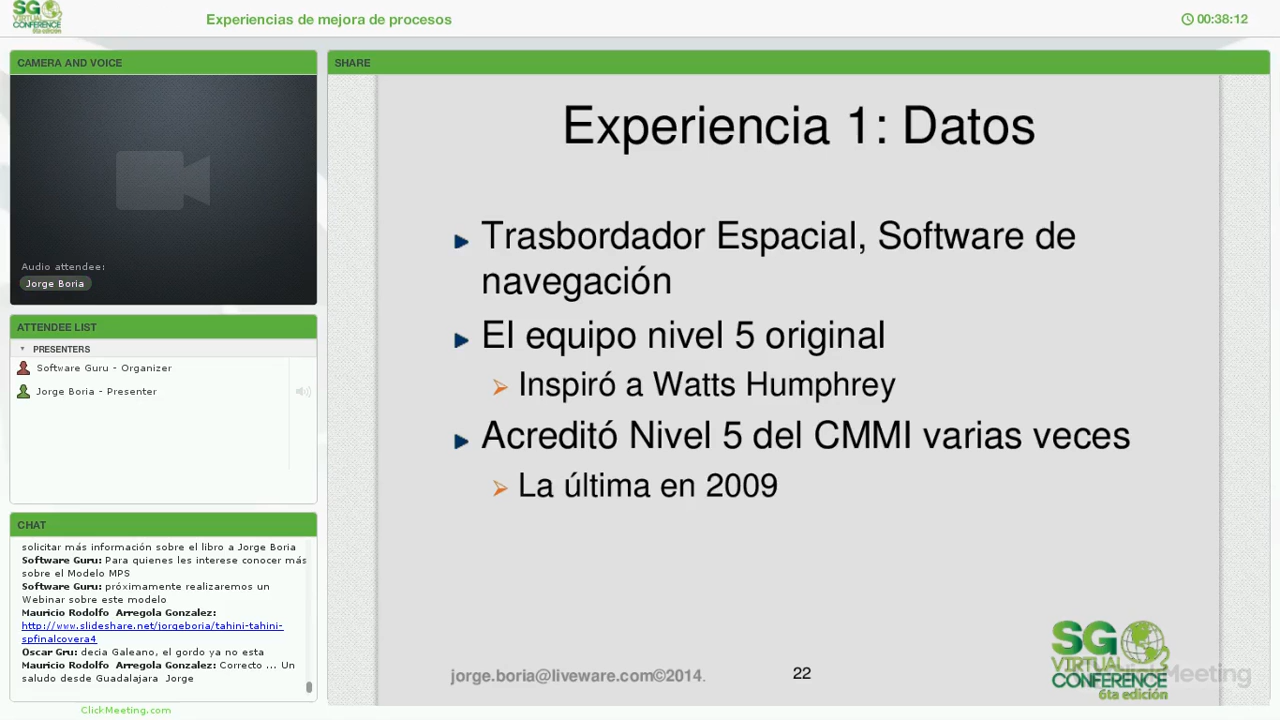 SG
VIRTUAL
CONFERENCE
6ta edición
Experiencias de mejora de procesos
00:38:12
CAMERA AND VOICE
Audio attendee:
Jorge Boria
ATTENDEE LIST
PRESENTERS
Software Guru - Organizer
Jorge Boria - Presenter
CHAT
solicitar más información sobre el libro a Jorge Boria
Software Guru: Para quienes les interese conocer más
sobre el Modelo MPS
Software Guru: próximamente realizaremos un
Webinar sobre este modelo
Mauricio Rodolfo Arregola Gonzalez:
http://www.slideshare.net/jorgeboria/tahini-tahini-
spfinalcovera4
Oscar Gru: decia Galeano, el gordo ya no esta
Mauricio Rodolfo Arregola Gonzalez: Correcto ... Un
saludo desde Guadalajara Jorge
ClickMeeting.com
SHARE
Experiencia 1: Datos
Trasbordador Espacial, Software de
navegación
El equipo nivel 5 original
Inspiró a Watts Humphrey
Acreditó Nivel 5 del CMMI varias veces
La última en 2009
jorge.boria@liveware.com©2014.
22
SG
VIRTUAL
CONFERENCE
6ta edición
ClickMeeting